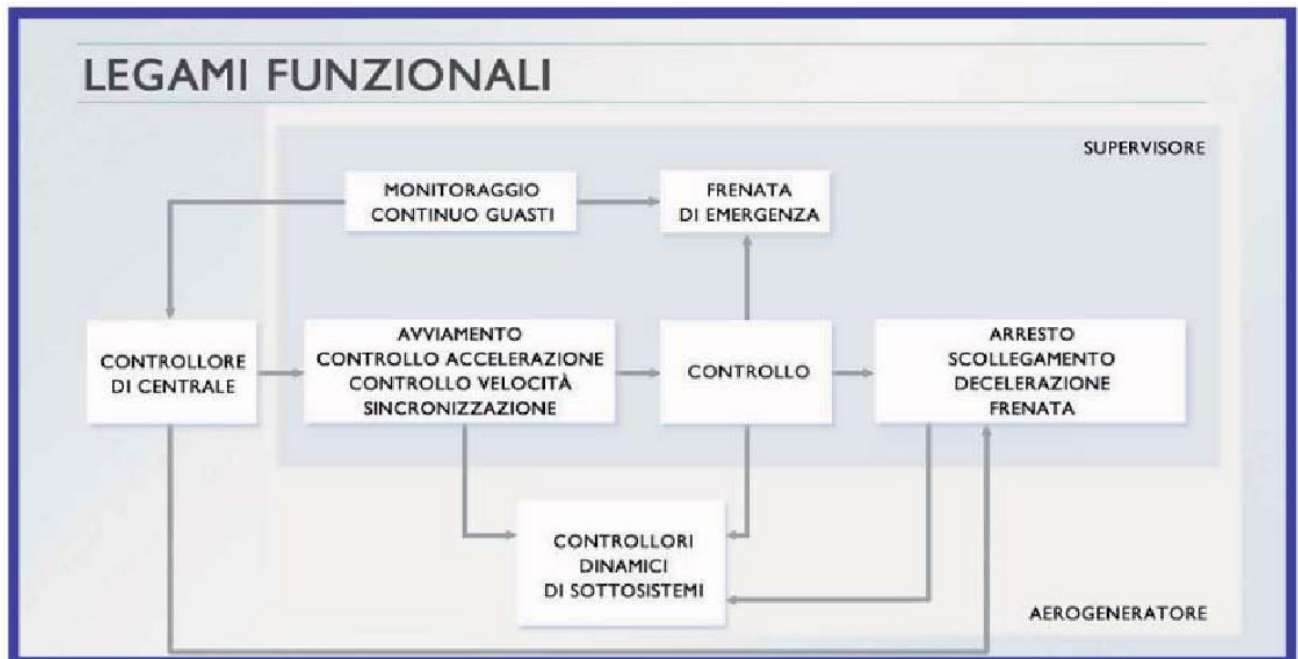 LEGAMI FUNZIONALI
SUPERVISORE
MONITORAGGIO
CONTINUO GUASTI
FRENATA
DI EMERGENZA
CONTROLLORE
DI CENTRALE
AVVIAMENTO
CONTROLLO ACCELERAZIONE
CONTROLLO VELOCITÀ
SINCRONIZZAZIONE
CONTROLLO
ARRESTO
SCOLLEGAMENTO
DECELERAZIONE
FRENATA
CONTROLLORI
DINAMICI
DI SOTTOSISTEMI
AEROGENERATORE